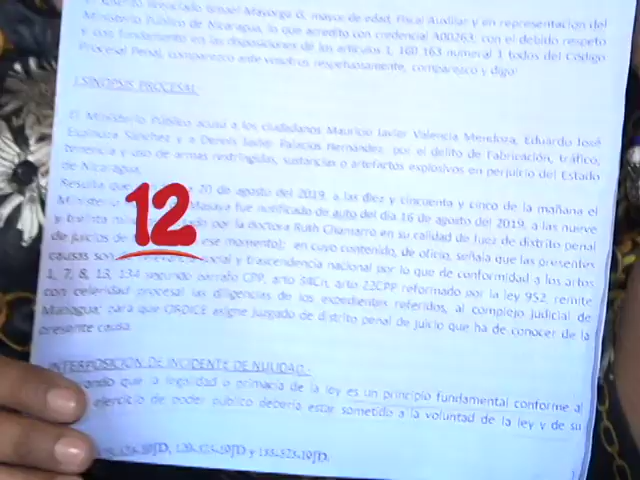 licenciado Ismael Mayorga G, mayor de edad, Fiscal Auxiliar y en representación del
Ministerio Público de Nicaragua, lo que acredito con credencial A00263; con el debido respeto
y con fundamento en las disposiciones de los artículos 1, 160 163 numeral 1 todos del Código
Procesal Penal, comparezco ante vosotros respetuosamente, comparezco y digo:
I.SINOPSIS PROCESAL
El Ministerio Público acusa a los ciudadanos Mauricio Javier Valencia Mendoza, Eduardo José
Espinoza Sánchez y a Dennis Javier Palacios Hernández. por el delito de Fabricación, tráfico,
tenencia y uso de armas restringidas, sustancias o artefactos explosivos en perjuicio del Estado
de Nicaragua.
Resulta que 20 de agosto del 2019, a las diez y cincuenta y cinco de la mañana el
Masaya fue notificado de auto del día 16 de agosto del 2019, a las nueve
y treinta por la doctora Ruth Chamorro en su calidad de Juez de distrito penal
de juicios de ese momento); en cuyo contenido, de oficio, señala que las presentes
causas son social y trascendencia nacional por lo que de conformidad a los artos
1, 7, 8, 13, 134 segundo párrafo CPP, arto 34Cn, arto 22CPP reformado por la ley 952, remite
con celeridad procesal las diligencias de los expedientes referidos, al complejo judicial de
Managua; para que ORDICE asigne juzgado de distrito penal de juicio que ha de conocer de la
presente causa.
12
INTERPOSICION DE INCIDENTE DE NULIDAD.-
que a legalidad o primacía de la ley es un principio fundamental conforme al
ejercicio de poder público debería estar sometido a la voluntad de la ley y de su